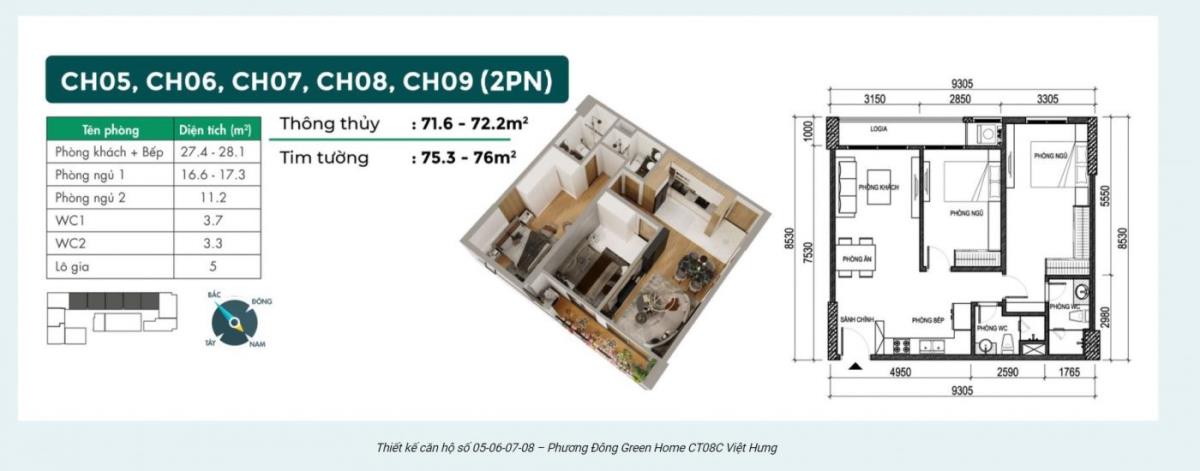 CH05, CH06, CH07, CH08, CH09 (2PN)
Tên phòng Diện tích (m²)
Phòng khách + Bếp 27.4 - 28.1
Phòng ngủ 1 16.6 - 17.3
Phòng ngủ 2 11.2
WC1 3.7
WC2 3.3
Lô gia 5
Thông thủy : 71.6 - 72.2m²
Tim tường : 75.3 - 76m²
BẮC
ĐÔNG
TÂY
NAM
9305
3150 2850 3305
1000
LOGIA
PHÒNG NGỦ
PHÒNG KHÁCH
PHÒNG NGỦ
5550
8530
7530
8530
PHÒNG ĂN
PHÒNG WC
2980
SẢNH CHÍNH
PHÒNG BẾP
PHÒNG WC
4950 2590 1765
9305
Thiết kế căn hộ số 05-06-07-08 – Phương Đông Green Home CT08C Việt Hưng